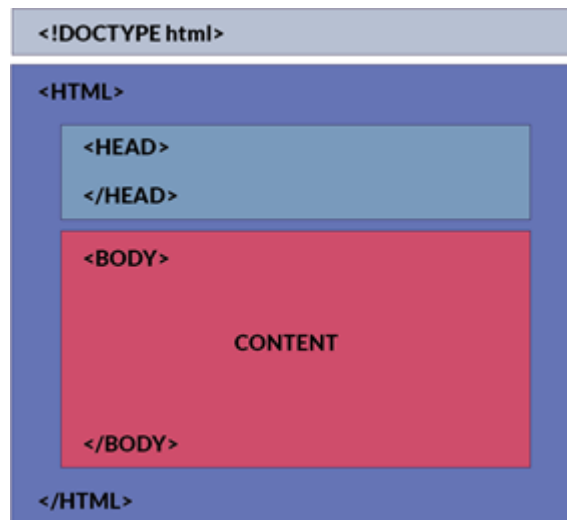 <!DOCTYPE html>
<HTML>
<HEAD>
</HEAD>
<BODY>
CONTENT
</BODY>
</HTML>